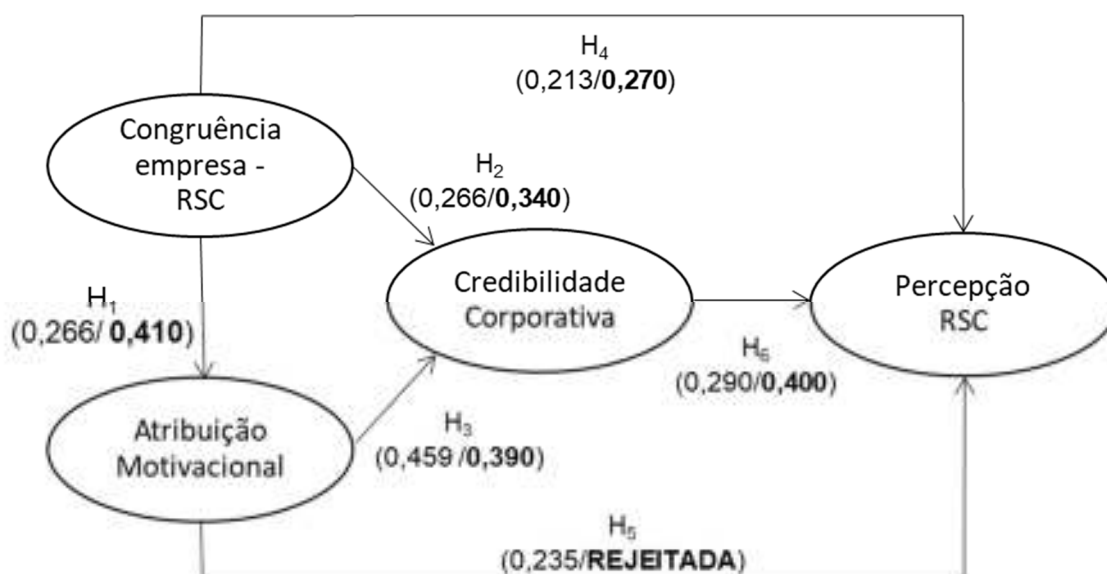 H₄
(0,213/0,270)
Congruência
empresa -
RSC
H₂
(0,266/0,340)
Credibilidade
Corporativa
Percepção
RSC
H₁
(0,266/ 0,410)
H₆
(0,290/0,400)
Atribuição
Motivacional
H₃
(0,459 /0,390)
H₅
(0,235/REJEITADA)